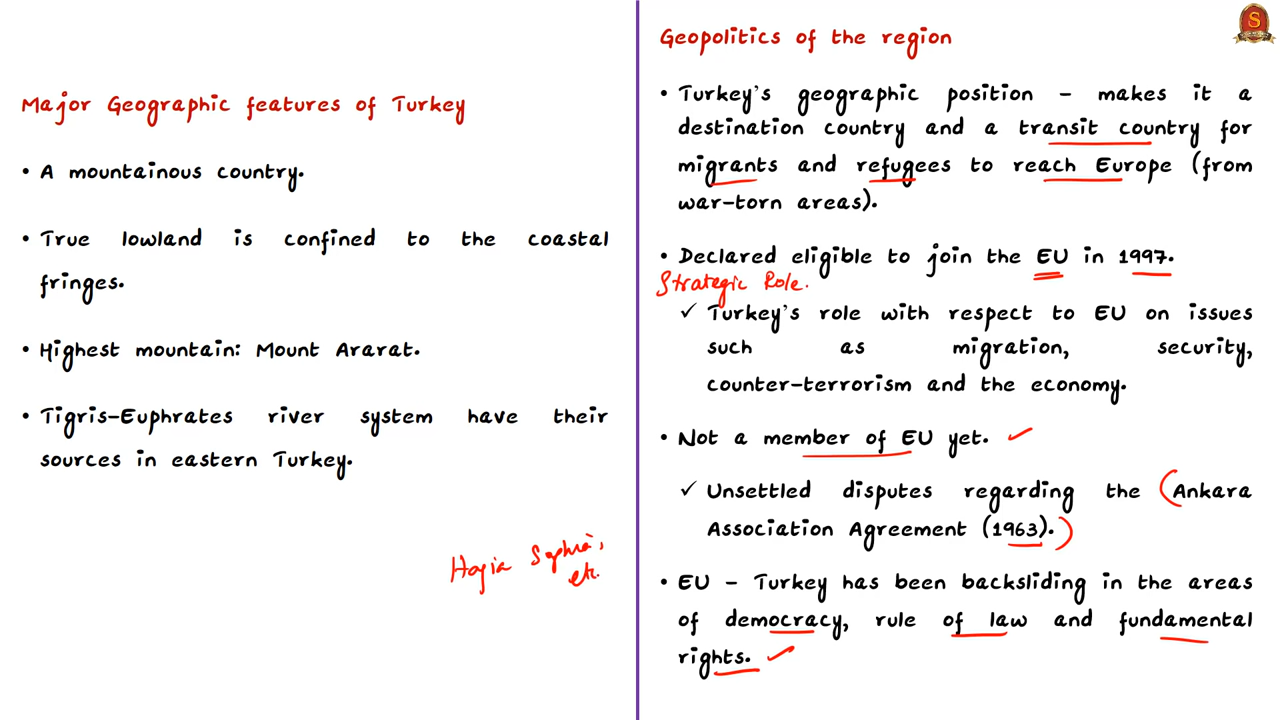 Major Geographic features of Turkey
• A mountainous country.
• True lowland is confined to the coastal
fringes.
• Highest mountain: Mount Ararat.
• Tigris-Euphrates river system have their
sources in eastern Turkey.
Hagia Sophia,
etc.
Geopolitics of the region
• Turkey's geographic position - makes it a
destination country and a transit country for
migrants and refugees to reach Europe (from
war-torn areas).
• Declared eligible to join the EU in 1997.
Strategic Role.
✓ Turkey's role with respect to EU on issues
such as migration, security,
counter-terrorism and the economy.
• Not a member of EU yet.
✓ Unsettled disputes regarding the (Ankara
Association Agreement (1963).)
• EU - Turkey has been backsliding in the areas
of democracy, rule of law and fundamental
rights.
S